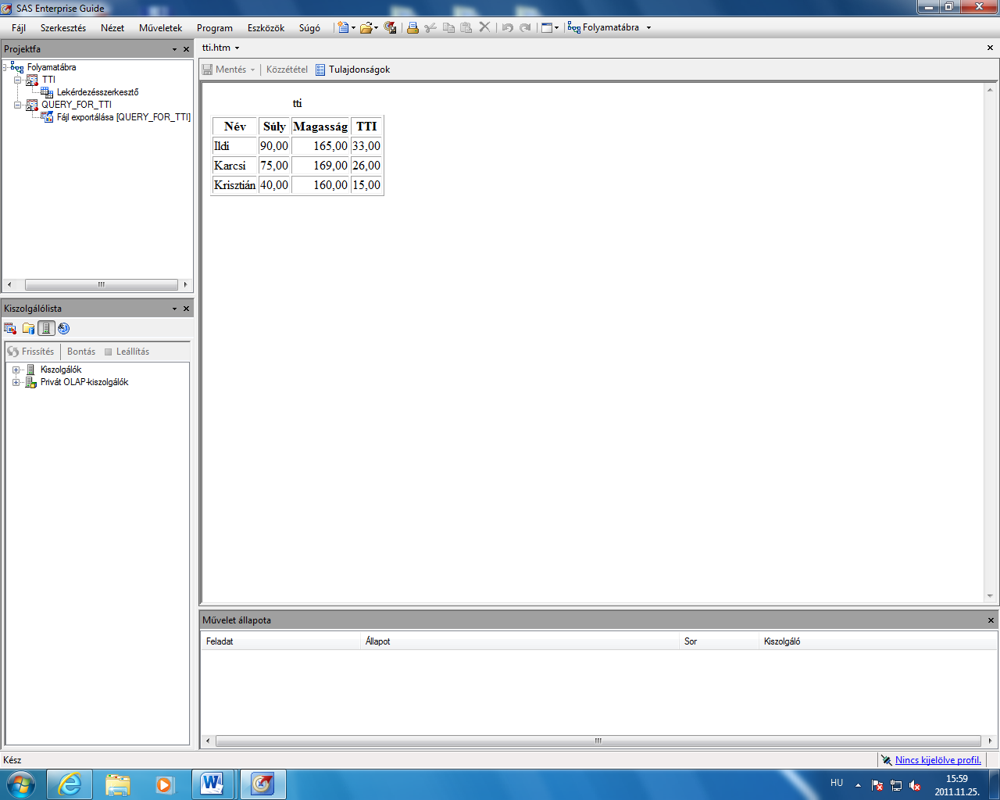 SAS Enterprise Guide
Fájl Szerkesztés Nézet Műveletek Program Eszközök Súgó Folyamatábra
Projektfa
Folyamatábra
TTI
Lekérdezésszerkesztő
QUERY_FOR_TTI
Fájl exportálása [QUERY_FOR_TTI]
Kiszolgálólista
Frissítés Bontás Leállítás
Kiszolgálók
Privát OLAP-kiszolgálók
tti.htm
Mentés Közzététel Tulajdonságok
tti
Név Súly Magasság TTI
Ildi 90,00 165,00 33,00
Karcsi 75,00 169,00 26,00
Krisztián 40,00 160,00 15,00
Művelet állapota
Feladat Állapot Sor Kiszolgáló
Kész
Nincs kijelölve profil.
HU
15:59
2011.11.25.